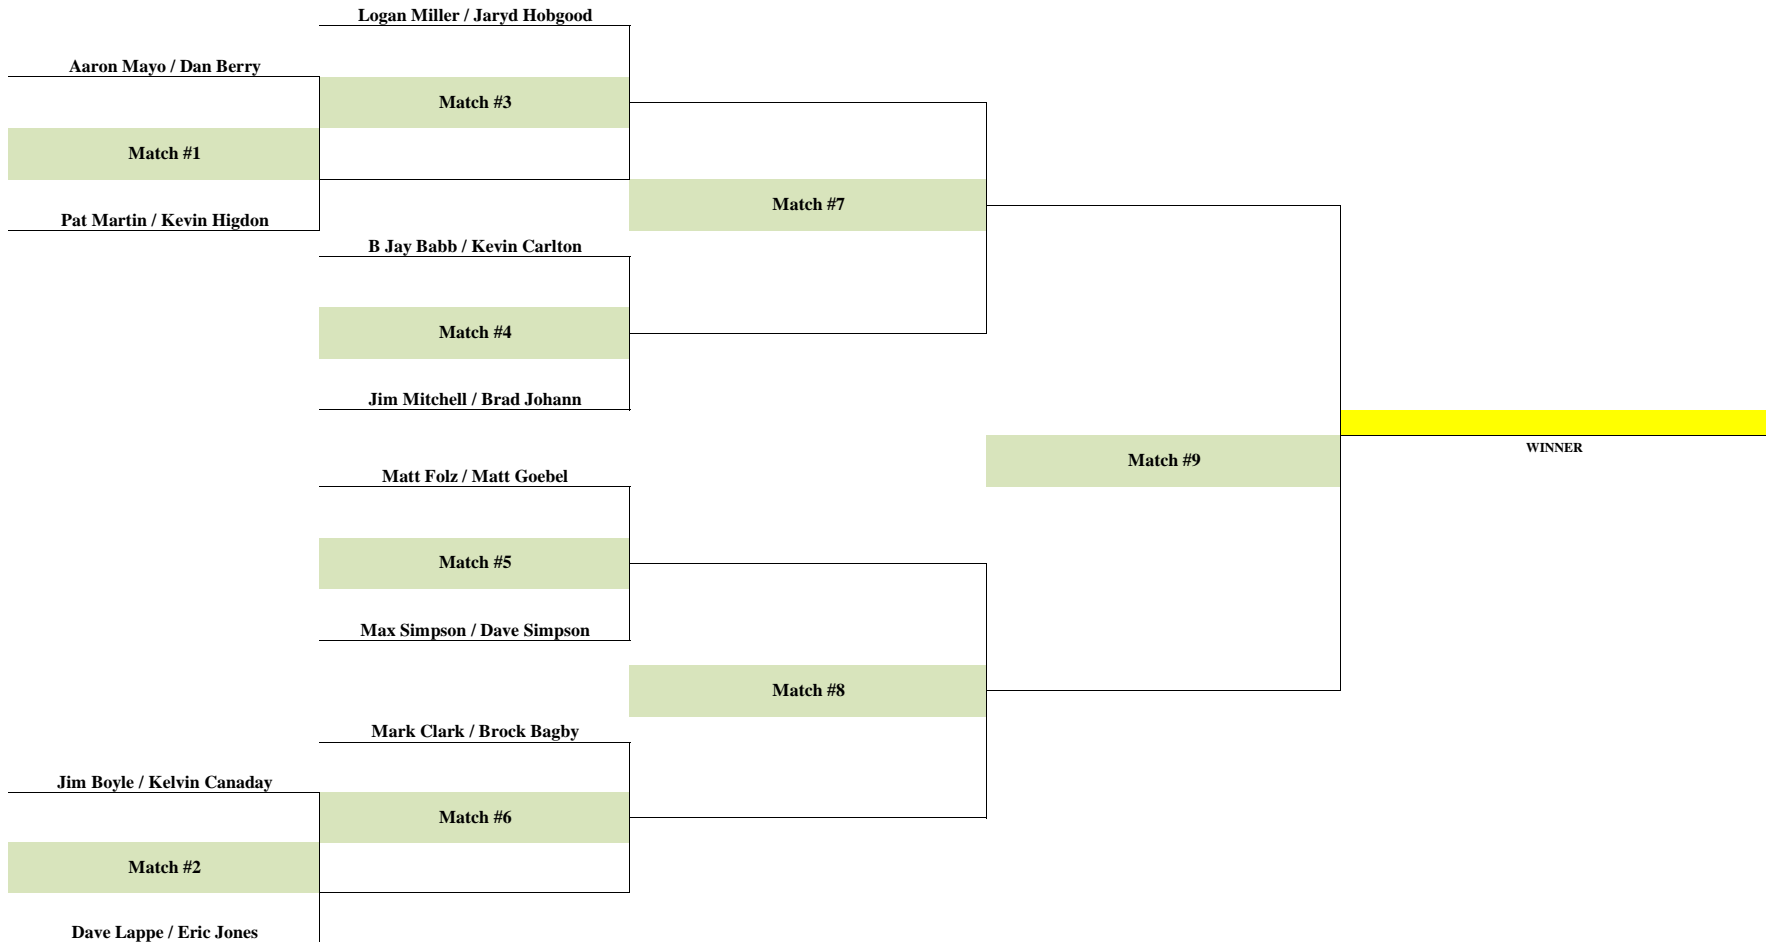 Logan Miller / Jaryd Hobgood
Aaron Mayo / Dan Berry
Match #3
Match #1
Match #7
Pat Martin / Kevin Higdon
B Jay Babb / Kevin Carlton
Match #4
Jim Mitchell / Brad Johann
WINNER
Match #9
Matt Folz / Matt Goebel
Match #5
Max Simpson / Dave Simpson
Match #8
Mark Clark / Brock Bagby
Jim Boyle / Kelvin Canaday
Match #6
Match #2
Dave Lappe / Eric Jones